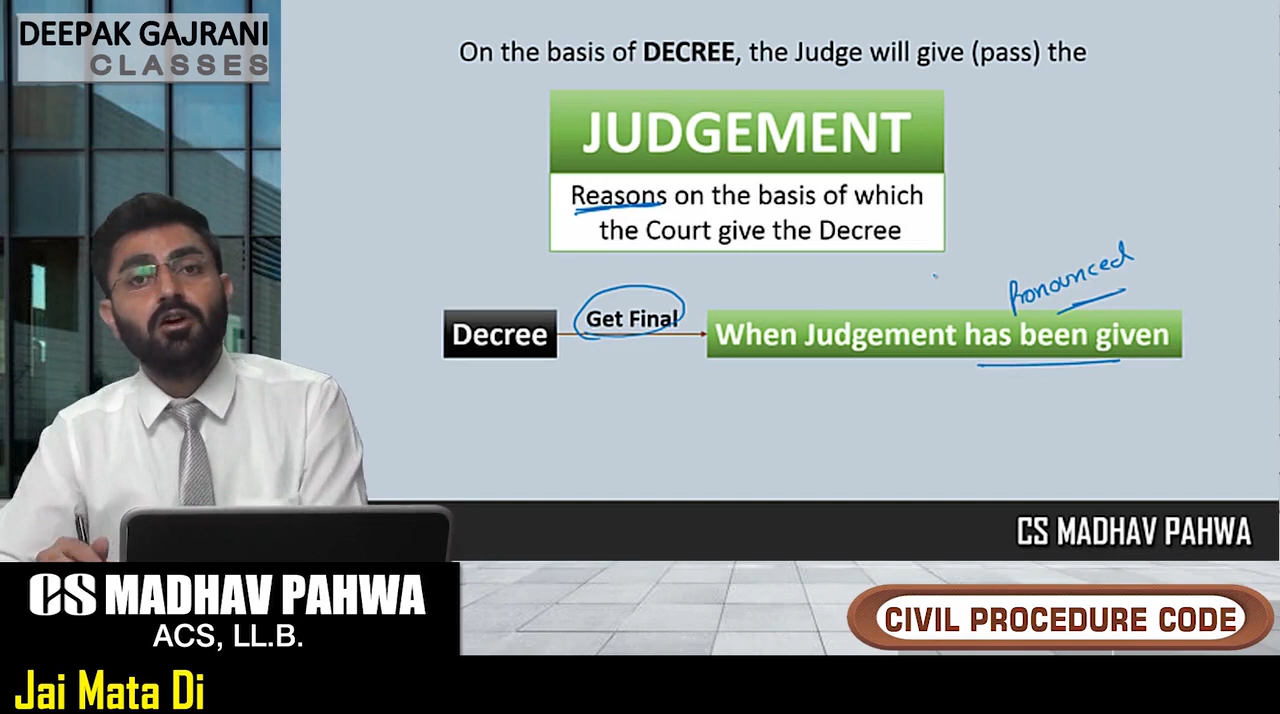 DEEPAK GAJRANI
CLASSES
On the basis of DECREE, the Judge will give (pass) the
JUDGEMENT
Reasons on the basis of which
the Court give the Decree
Pronounced
Decree
Get Final
When Judgement has been given
CS MADHAV PAHWA
CS MADHAV PAHWA
ACS, LL.B.
CIVIL PROCEDURE CODE
Jai Mata Di